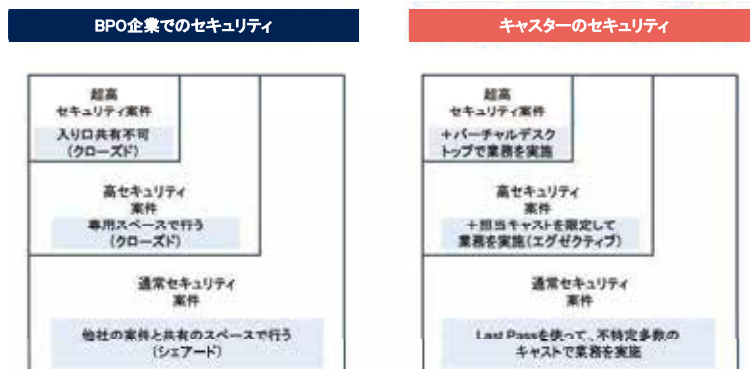 BPO企業でのセキュリティ
超高
セキュリティ案件
入り口共有不可
(クローズド)
高セキュリティ
案件
専用スペースで行う
(クローズド)
通常セキュリティ
案件
他社の案件と共有のスペースで行う
(シェアード)
キャスターのセキュリティ
超高
セキュリティ案件
＋バーチャルデスク
トップで業務を実施
高セキュリティ
案件
＋担当キャストを限定して
業務を実施(エグゼクティブ)
通常セキュリティ
案件
Last Passを使って、不特定多数の
キャストで業務を実施